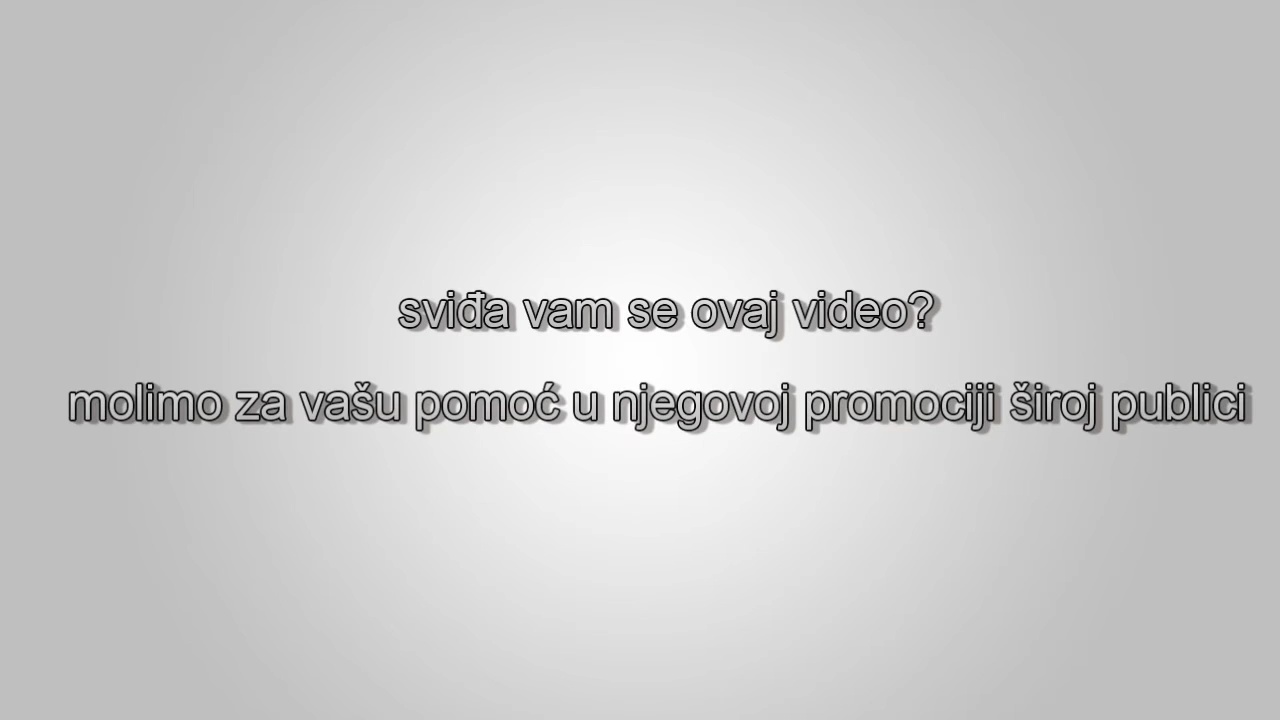 sviđa vam se ovaj video?
molimo za vašu pomoć u njegovoj promociji široj publici